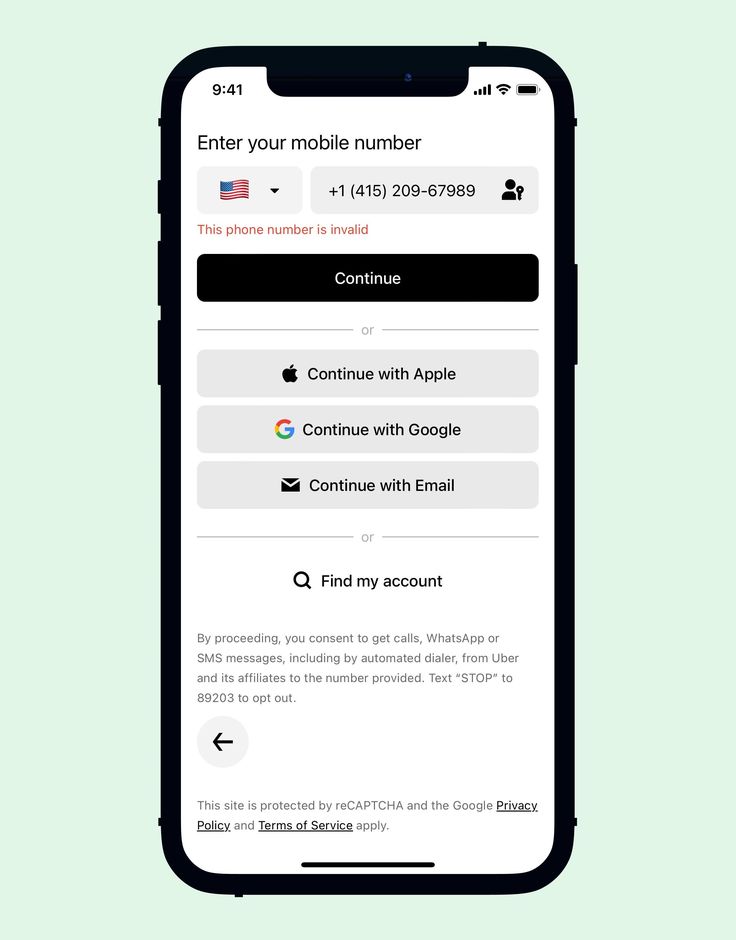 9:41
Enter your mobile number
+1 (415) 209-67989
This phone number is invalid
Continue
or
Continue with Apple
Continue with Google
Continue with Email
or
Find my account
By proceeding, you consent to get calls, WhatsApp or
SMS messages, including by automated dialer, from Uber
and its affiliates to the number provided. Text “STOP” to
89203 to opt out.
This site is protected by reCAPTCHA and the Google Privacy
Policy and Terms of Service apply.